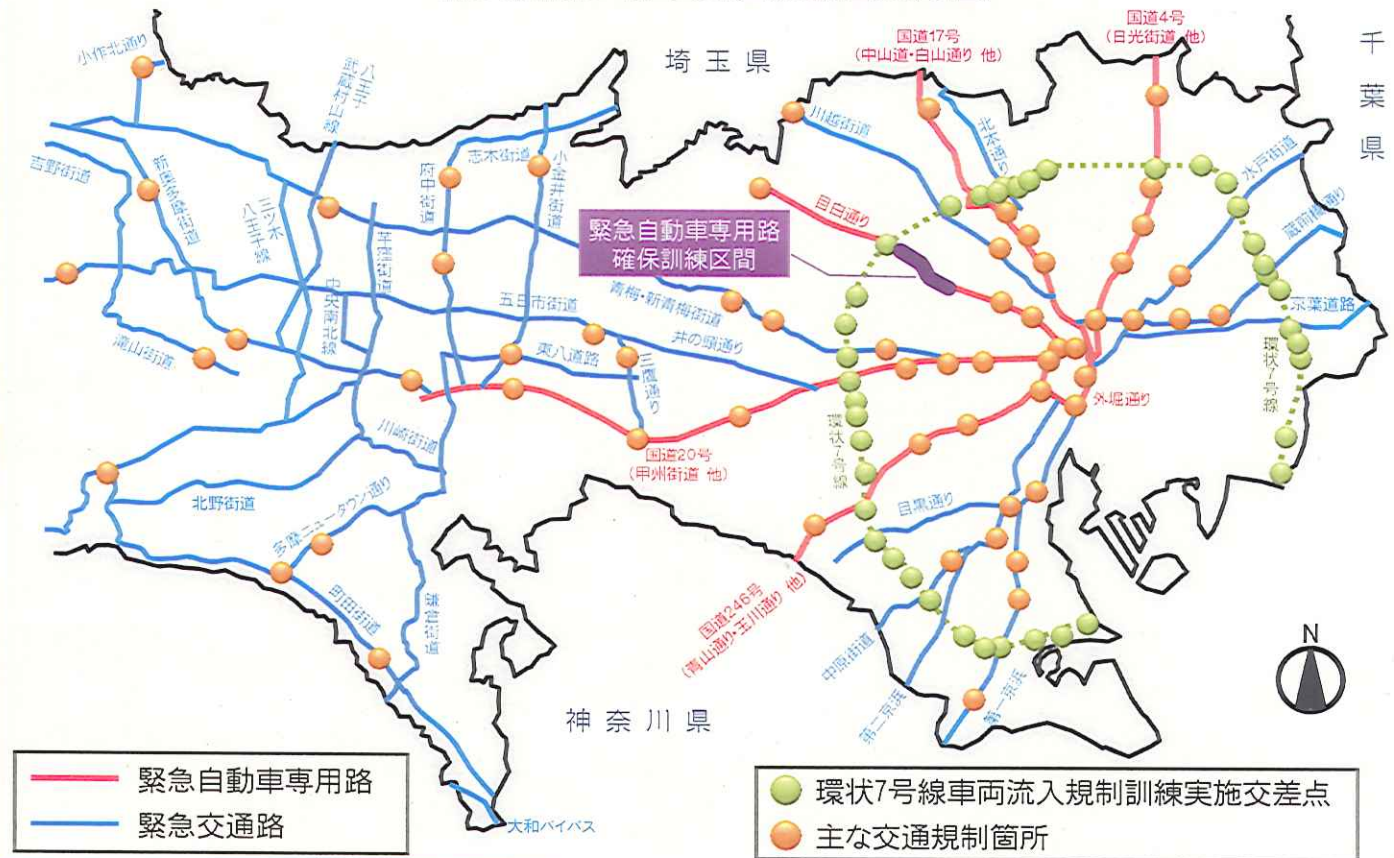 国道4号
(日光街道 他)
国道17号
(中山道・白山通り 他)
千葉県
埼玉県
小作北通り
八王子
武蔵村山線
川越街道
北本通り
水戸街道
吉野街道
新奥多摩街道
府中街道
志木街道
小金井街道
目白通り
蔵前橋通り
三ツ木
八王子線
芋窪街道
緊急自動車専用路
確保訓練区間
中央南北線
五日市街道
青梅・新青梅街道
井の頭通り
京葉道路
滝山街道
東八道路
三鷹通り
環状7号線
環状7号線
外堀通り
川崎街道
国道20号
(甲州街道 他)
北野街道
多摩ニュータウン通り
目黒通り
町田街道
鎌倉街道
国道246号
(青山通り・玉川通り 他)
中原街道
第二京浜
第一京浜
神奈川県
N
大和バイパス
緊急自動車専用路
緊急交通路
環状7号線車両流入規制訓練実施交差点
主な交通規制箇所